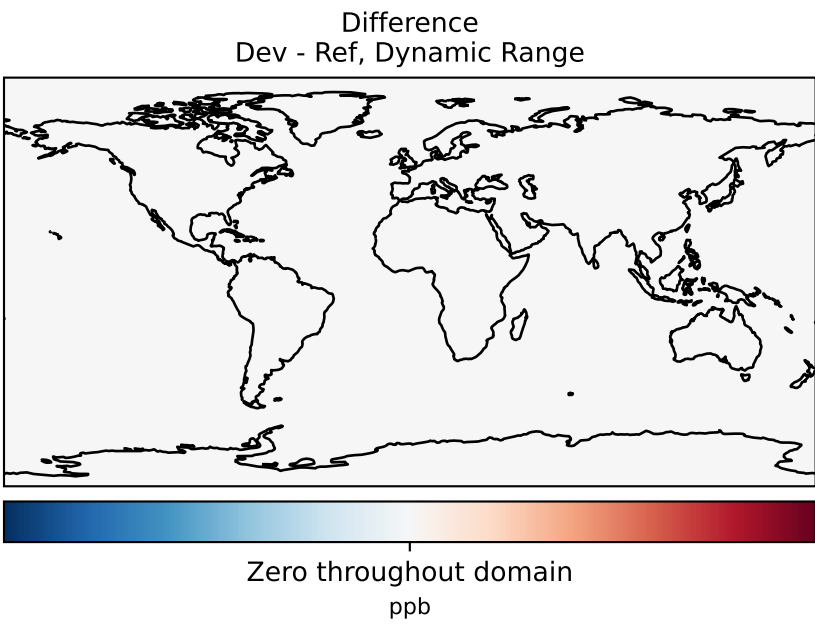 Difference
Dev - Ref, Dynamic Range
Zero throughout domain
ppb